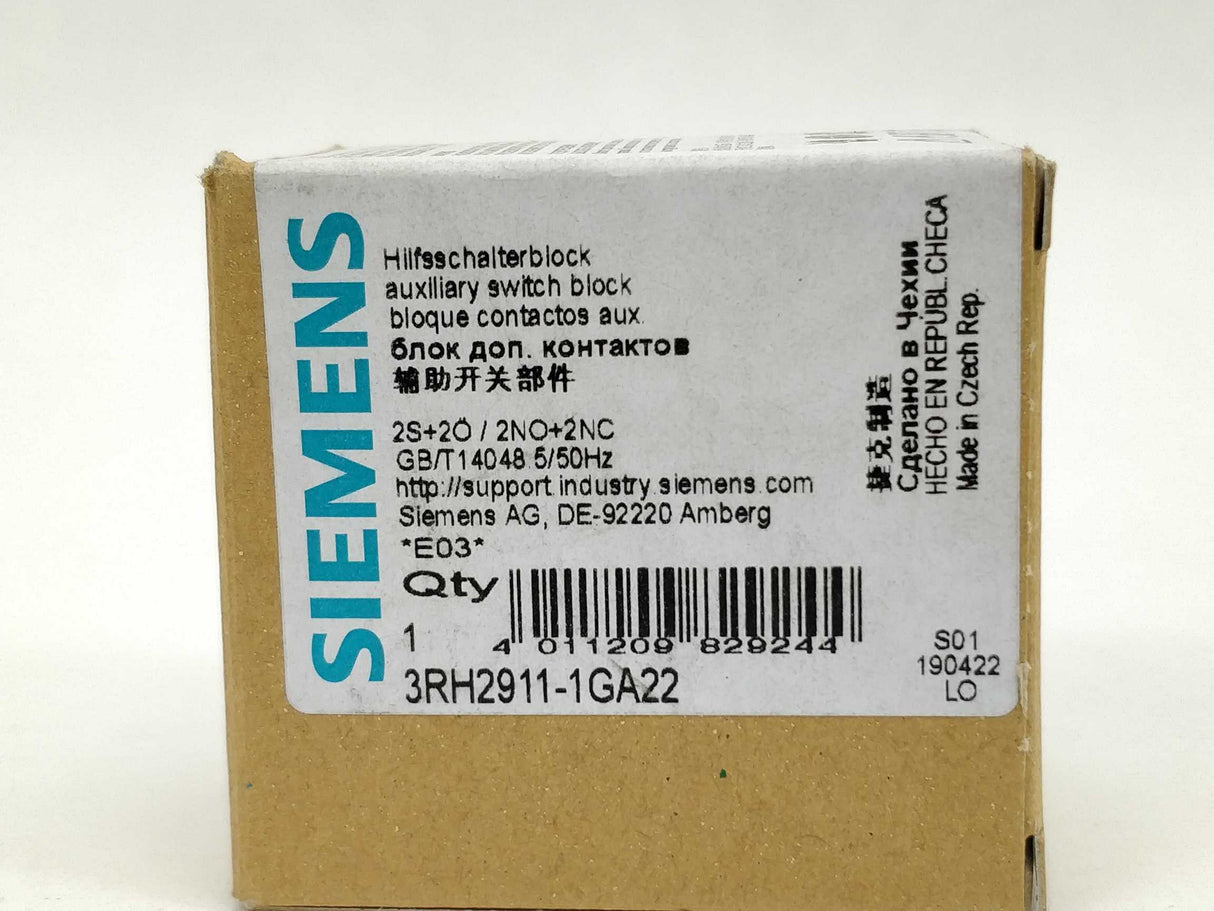 SIEMENS
Hilfsschalterblock
auxiliary switch block
bloque contactos aux.
блок доп. контактов
辅助开关部件
2S+2Ö / 2NO+2NC
GB/T14048.5/50Hz
http://support.industry.siemens.com
Siemens AG, DE-92220 Amberg
*E03*
Qty
1
4 011209 829244
3RH2911-1GA22
捷克制造
Сделано в Чехии
HECHO EN REPUBL.CHECA
Made in Czech Rep.
S01
190422
LO